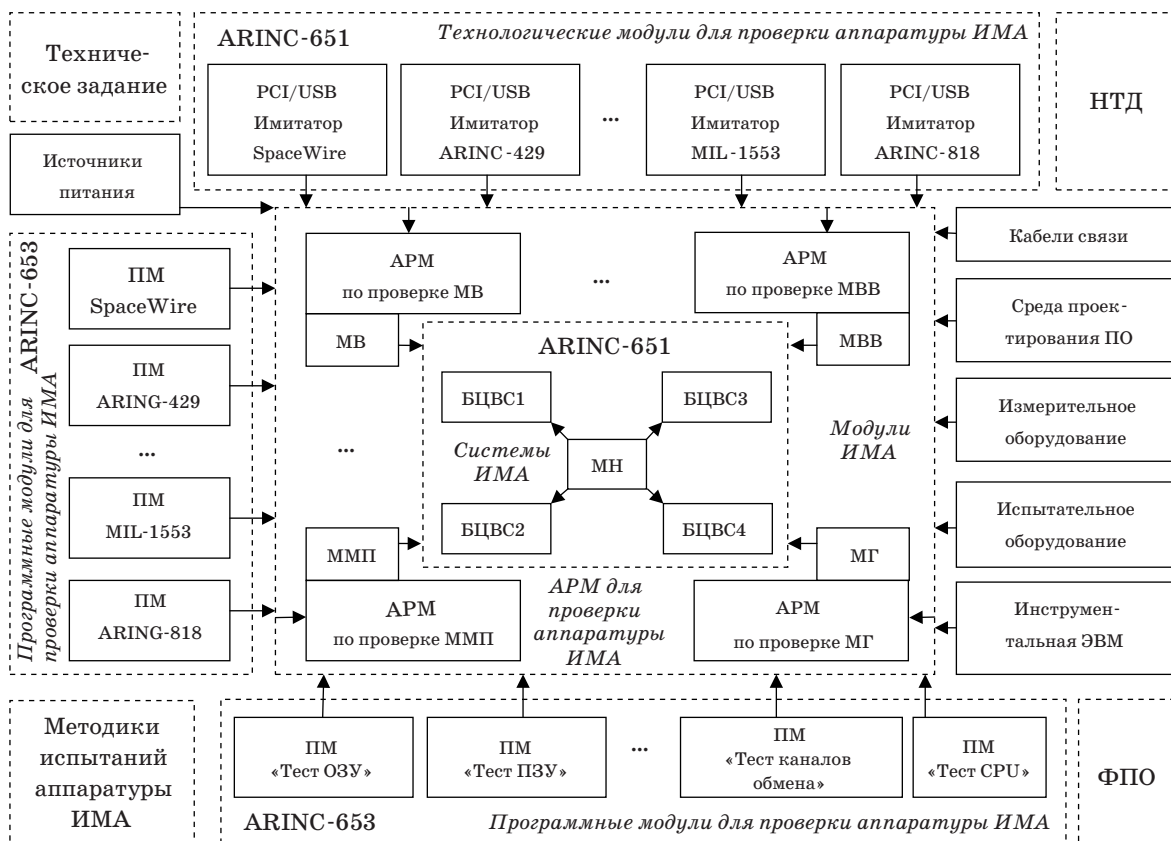 Техниче-
ское задание
ARINC-651
Технологические модули для проверки аппаратуры ИМА
PCI/USB
Имитатор
SpaceWire
PCI/USB
Имитатор
ARINC-429
...
PCI/USB
Имитатор
MIL-1553
PCI/USB
Имитатор
ARINC-818
НТД
Источники
питания
Программные модули для
проверки аппаратуры ИМА
ARINC-653
ПМ
SpaceWire
ПМ
ARING-429
...
ПМ
MIL-1553
ПМ
ARING-818
АРМ
по проверке МВ
МВ
...
АРМ
по проверке МВВ
МВВ
ARINC-651
БЦВС1
БЦВС3
Системы
ИМА
МН
БЦВС2
БЦВС4
...
Модули
ИМА
ММП
АРМ
по проверке ММП
АРМ для
проверки
аппаратуры
ИМА
МГ
АРМ
по проверке МГ
Кабели связи
Среда проек-
тирования ПО
Измерительное
оборудование
Испытательное
оборудование
Инструмен-
тальная ЭВМ
Методики
испытаний
аппаратуры
ИМА
ПМ
«Тест ОЗУ»
ПМ
«Тест ПЗУ»
...
ПМ
«Тест каналов
обмена»
ПМ
«Тест CPU»
ARINC-653
Программные модули для проверки аппаратуры ИМА
ФПО